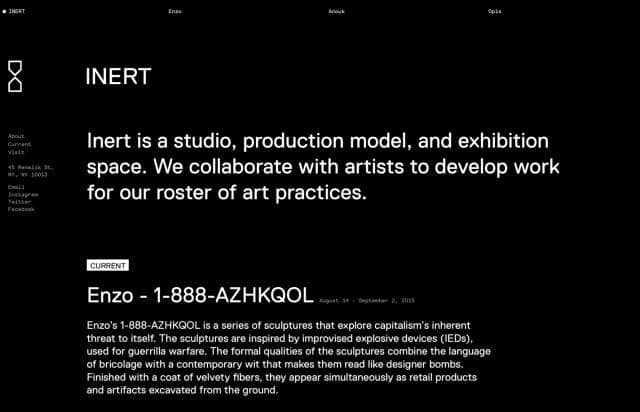 INERT
Enzo
Anouk
Opis
INERT
About
Current
Visit
45 Renwick St.
NY, NY 10013
Email
Instagram
Twitter
Facebook
Inert is a studio, production model, and exhibition
space. We collaborate with artists to develop work
for our roster of art practices.
CURRENT
Enzo - 1-888-AZHKQOL August 14 - September 2, 2015
Enzo's 1-888-AZHKQOL is a series of sculptures that explore capitalism's inherent
threat to itself. The sculptures are inspired by improvised explosive devices (IEDs),
used for guerrilla warfare. The formal qualities of the sculptures combine the language
of bricolage with a contemporary wit that makes them read like designer bombs.
Finished with a coat of velvety fibers, they appear simultaneously as retail products
and artifacts excavated from the ground.